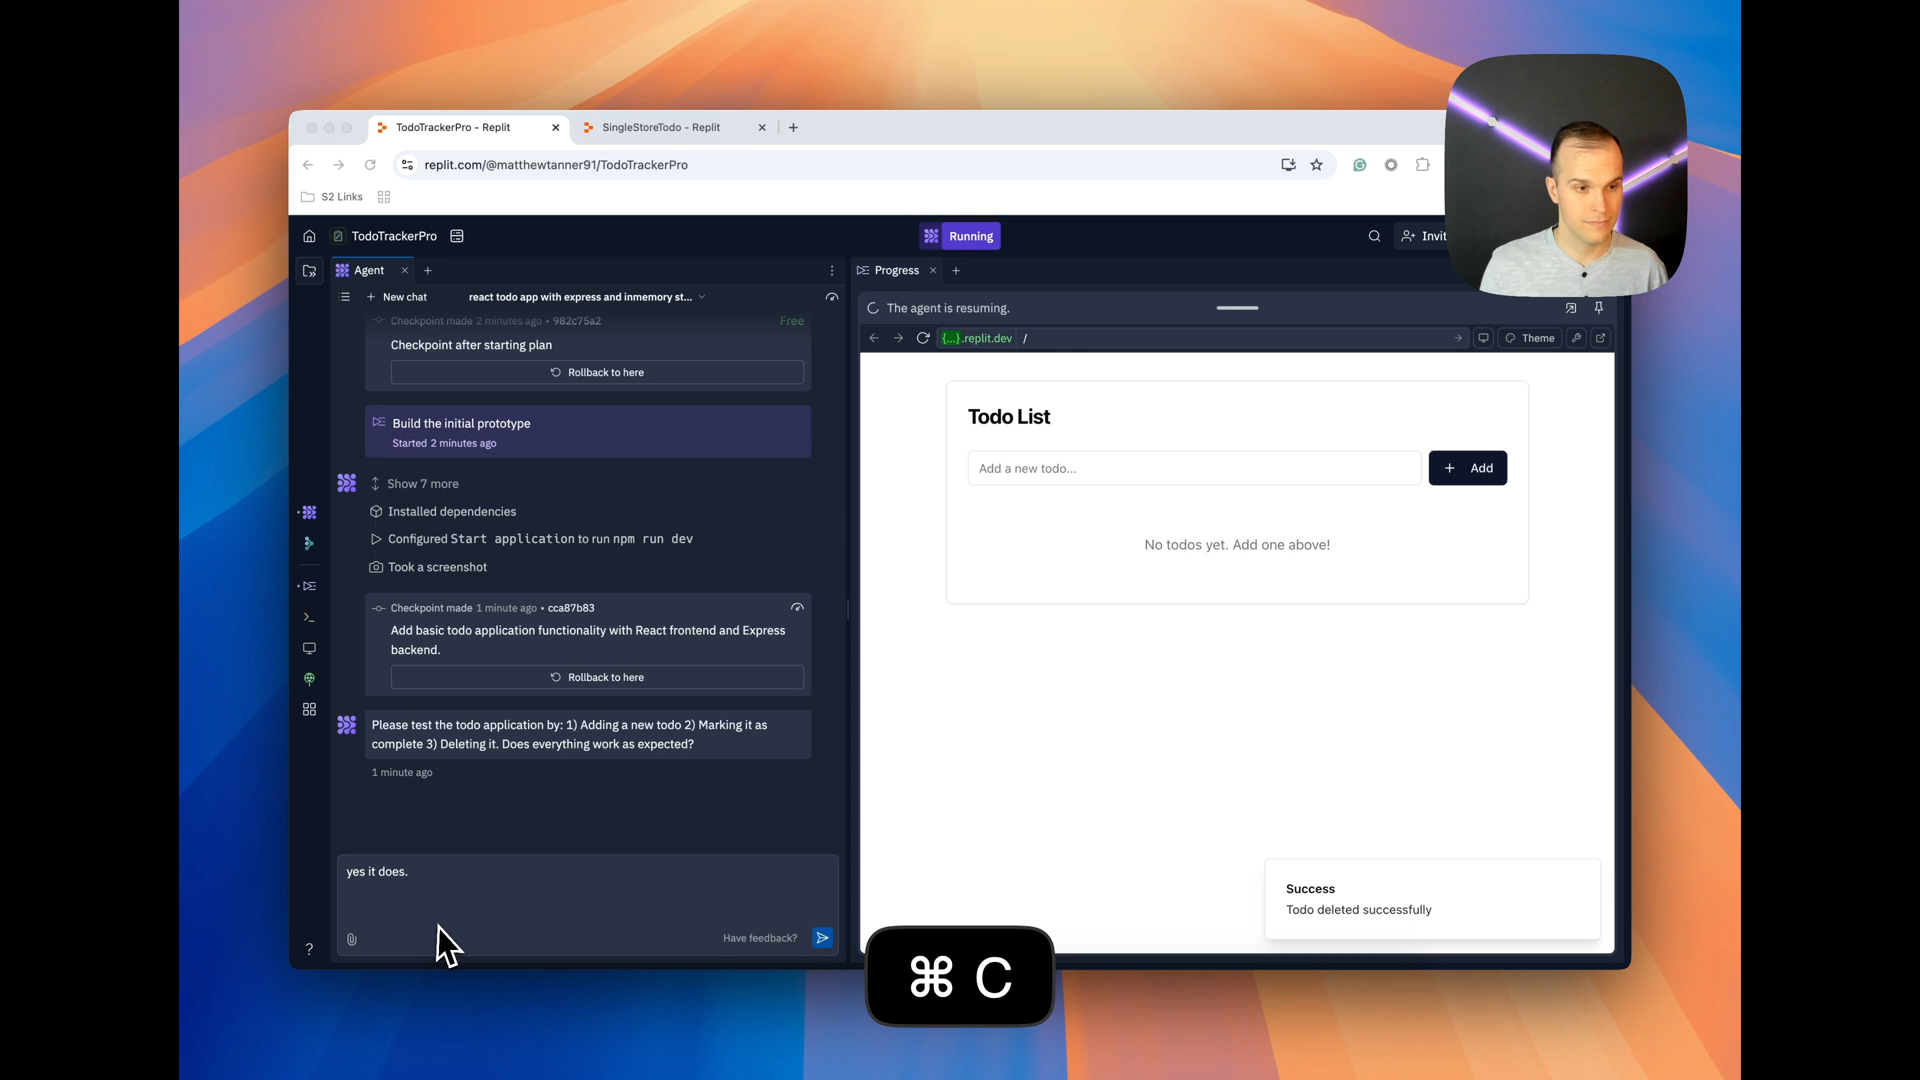 TodoTrackerPro - Replit
SingleStoreTodo - Replit
replit.com/@matthewtanner91/TodoTrackerPro
S2 Links
TodoTrackerPro
Running
Invit
Agent
Progress
New chat
react todo app with express and inmemory st...
The agent is resuming.
Checkpoint made 2 minutes ago • 982c75a2
Free
Checkpoint after starting plan
Rollback to here
{...}.replit.dev /
Theme
Build the initial prototype
Started 2 minutes ago
Show 7 more
Installed dependencies
Configured Start application to run npm run dev
Took a screenshot
Checkpoint made 1 minute ago • cca87b83
Add basic todo application functionality with React frontend and Express
backend.
Rollback to here
Please test the todo application by: 1) Adding a new todo 2) Marking it as
complete 3) Deleting it. Does everything work as expected?
1 minute ago
yes it does.
Have feedback?
Todo List
Add a new todo...
+ Add
No todos yet. Add one above!
Success
Todo deleted successfully
⌘ C